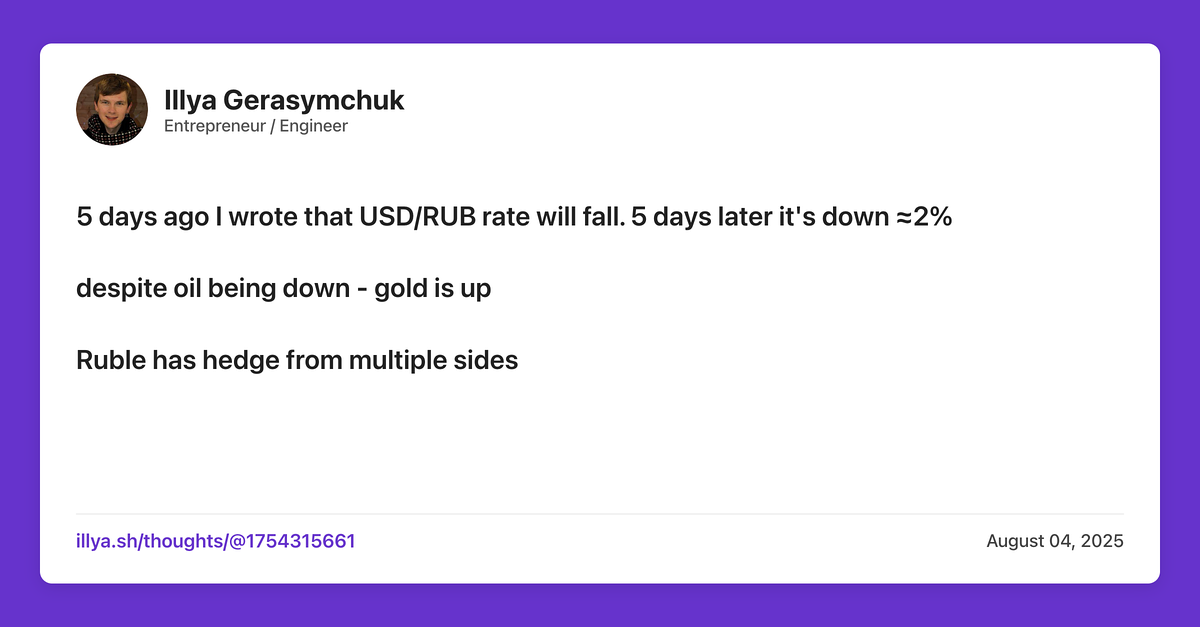 Illya Gerasymchuk
Entrepreneur / Engineer
5 days ago I wrote that USD/RUB rate will fall. 5 days later it's down ≈2%
despite oil being down - gold is up
Ruble has hedge from multiple sides
illya.sh/thoughts/@1754315661
August 04, 2025